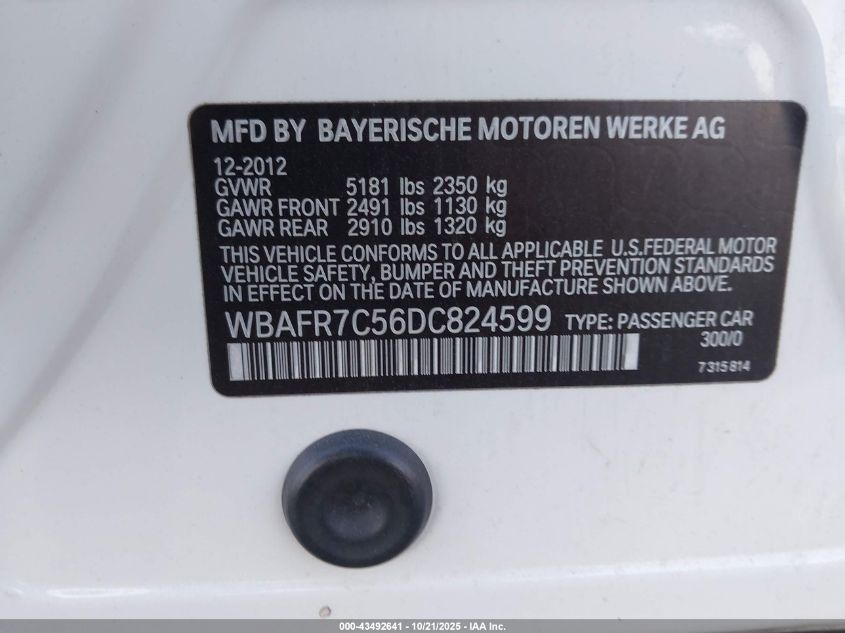 MFD BY BAYERISCHE MOTOREN WERKE AG
12-2012
GVWR 5181 lbs 2350 kg
GAWR FRONT 2491 lbs 1130 kg
GAWR REAR 2910 lbs 1320 kg
THIS VEHICLE CONFORMS TO ALL APPLICABLE U.S.FEDERAL MOTOR
VEHICLE SAFETY, BUMPER AND THEFT PREVENTION STANDARDS
IN EFFECT ON THE DATE OF MANUFACTURE SHOWN ABOVE.
WBAFR7C56DC824599 TYPE: PASSENGER CAR
300/0
7315814
000-43492641 - 10/21/2025 - IAA Inc.